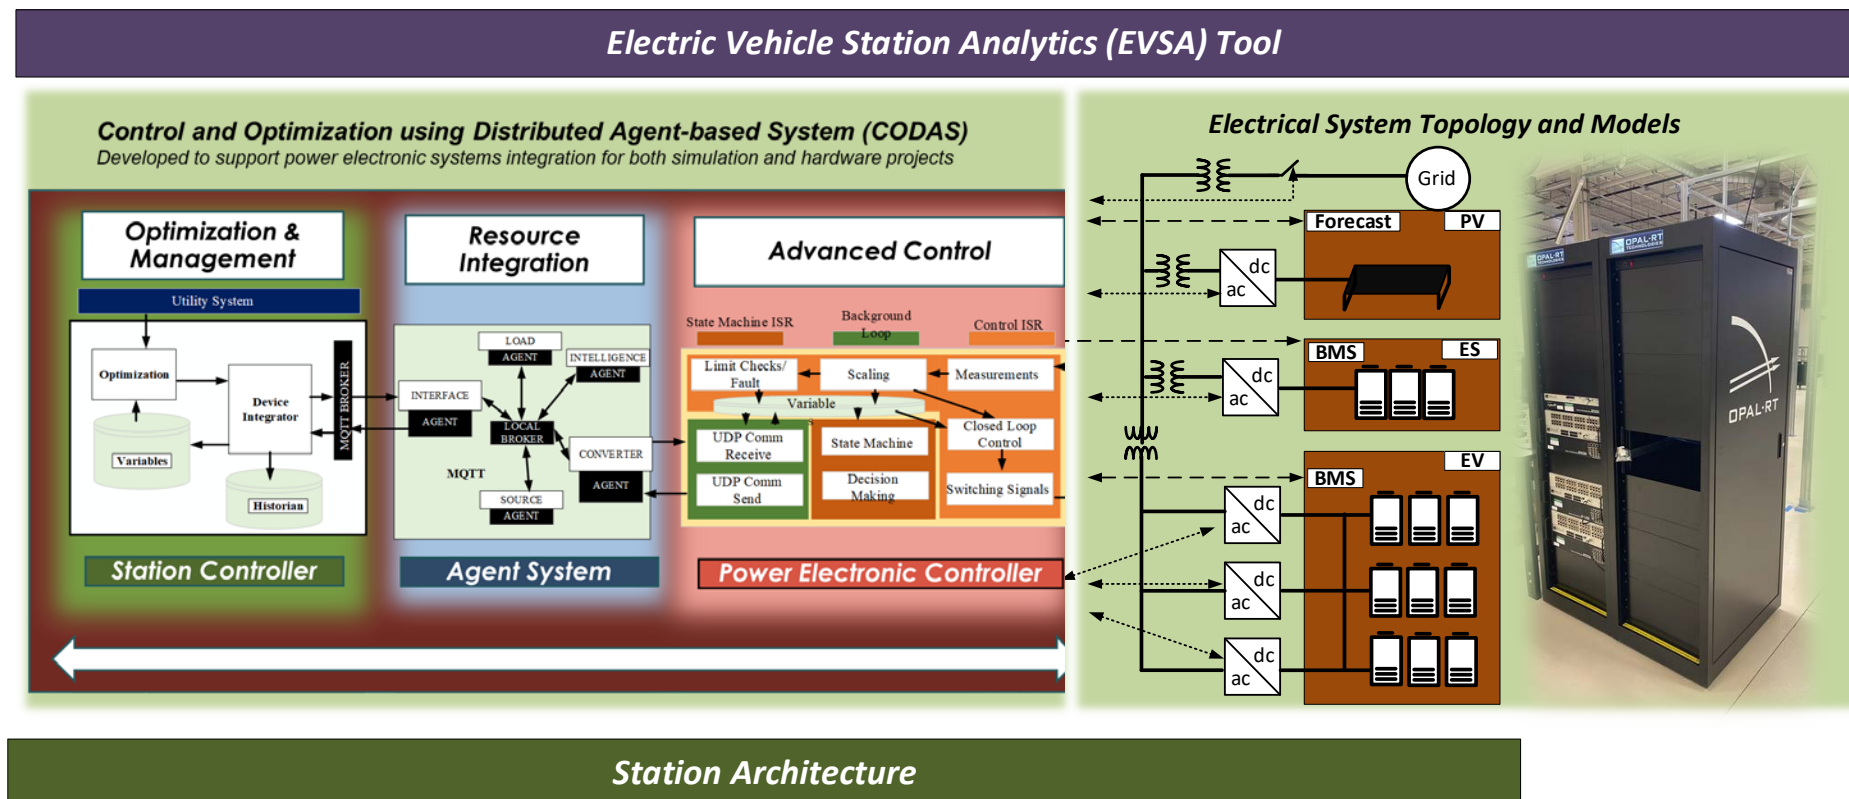 Electric Vehicle Station Analytics (EVSA) Tool
Control and Optimization using Distributed Agent-based System (CODAS)
Developed to support power electronic systems integration for both simulation and hardware projects
Optimization &
Management
Utility System
Optimization
Device
Integrator
Variables
Historian
MQTT BROKER
Station Controller
Resource
Integration
LOAD
AGENT
INTELLIGENCE
AGENT
INTERFACE
AGENT
LOCAL
BROKER
CONVERTER
AGENT
MQTT
SOURCE
AGENT
Agent System
Advanced Control
State Machine ISR
Background
Loop
Control ISR
Limit Checks/
Fault
Scaling
Measurements
Variable
s
UDP Comm
Receive
State Machine
Closed Loop
Control
UDP Comm
Send
Decision
Making
Switching Signals
Power Electronic Controller
Electrical System Topology and Models
Grid
Forecast
PV
dc
ac
BMS
ES
dc
ac
EV
BMS
dc
ac
dc
ac
dc
ac
OPAL-RT
TECHNOLOGIES
OPAL-RT
TECHNOLOGIES
OPAL-RT
Station Architecture